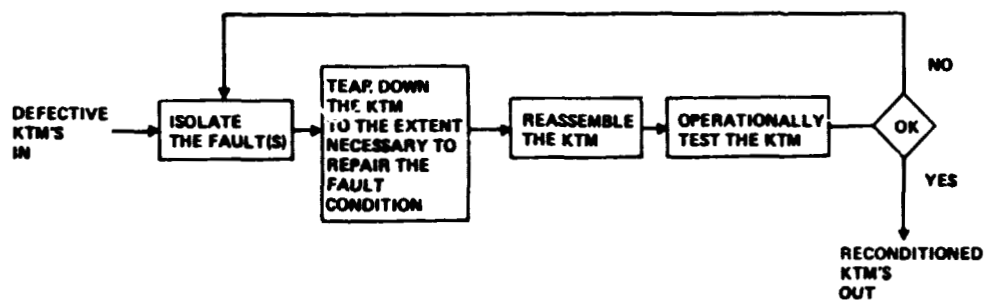 DEFECTIVE
KTM'S
IN
ISOLATE
THE FAULT(S)
TEAR DOWN
THE KTM
TO THE EXTENT
NECESSARY TO
REPAIR THE
FAULT
CONDITION
REASSEMBLE
THE KTM
OPERATIONALLY
TEST THE KTM
OK
NO
YES
RECONDITIONED
KTM'S
OUT